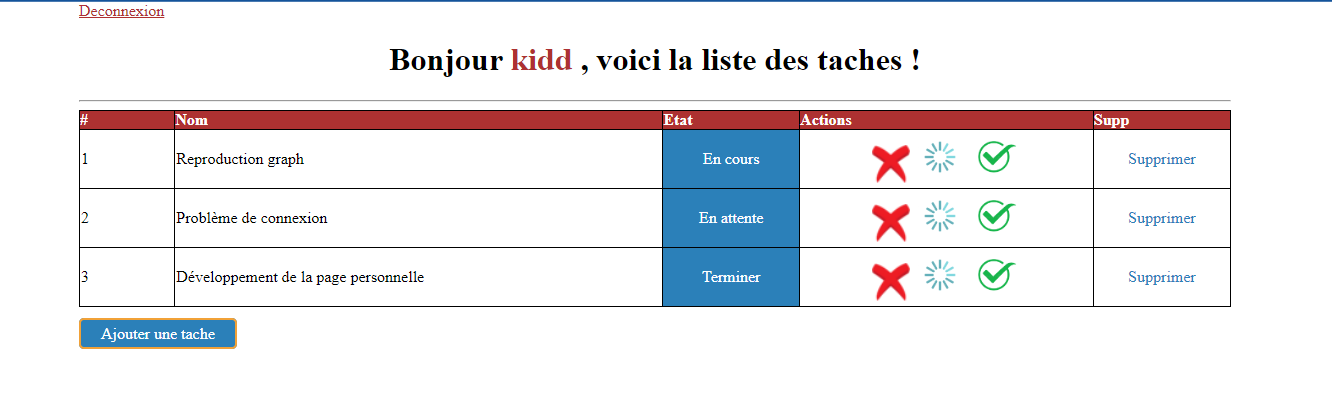 Deconnexion
Bonjour kidd , voici la liste des taches !
# Nom Etat Actions Supp
1 Reproduction graph En cours Supprimer
2 Problème de connexion En attente Supprimer
3 Développement de la page personnelle Terminer Supprimer
Ajouter une tache